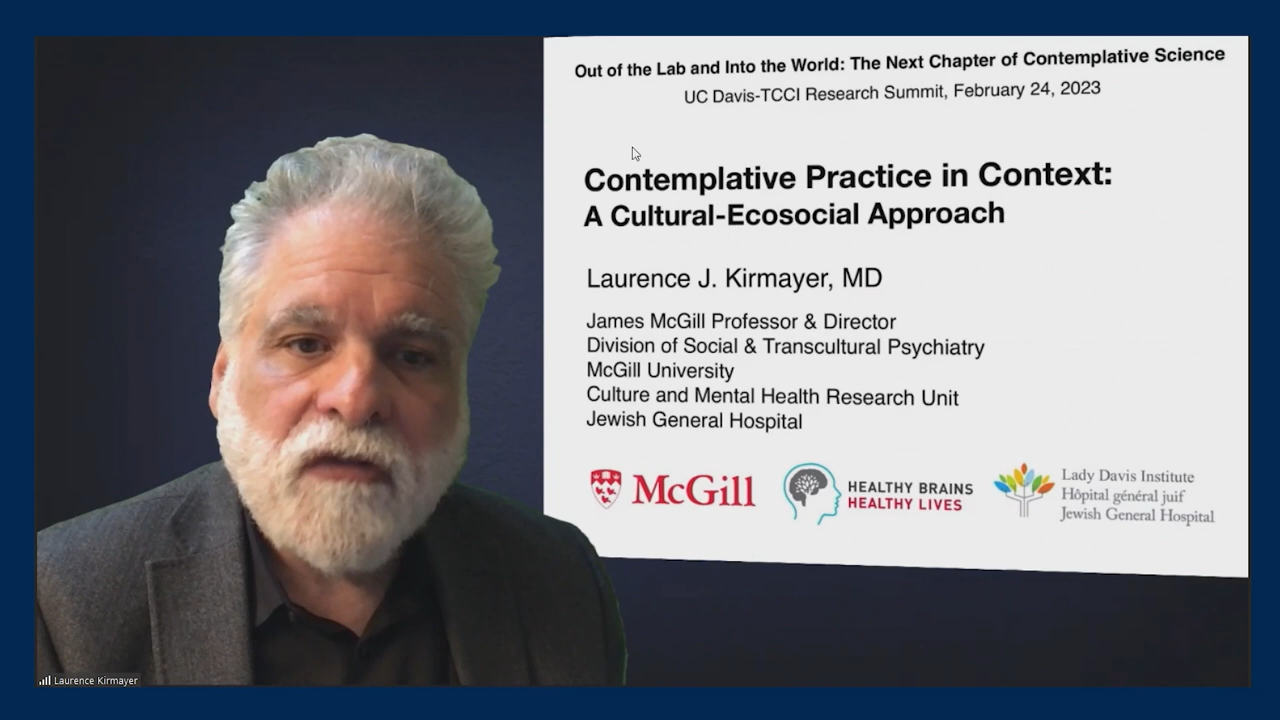 Out of the Lab and Into the World: The Next Chapter of Contemplative Science
UC Davis-TCCI Research Summit, February 24, 2023
Contemplative Practice in Context:
A Cultural-Ecosocial Approach
Laurence J. Kirmayer, MD
James McGill Professor & Director
Division of Social & Transcultural Psychiatry
McGill University
Culture and Mental Health Research Unit
Jewish General Hospital
McGill
HEALTHY BRAINS
HEALTHY LIVES
Lady Davis Institute
Hôpital général juif
Jewish General Hospital
Laurence Kirmayer